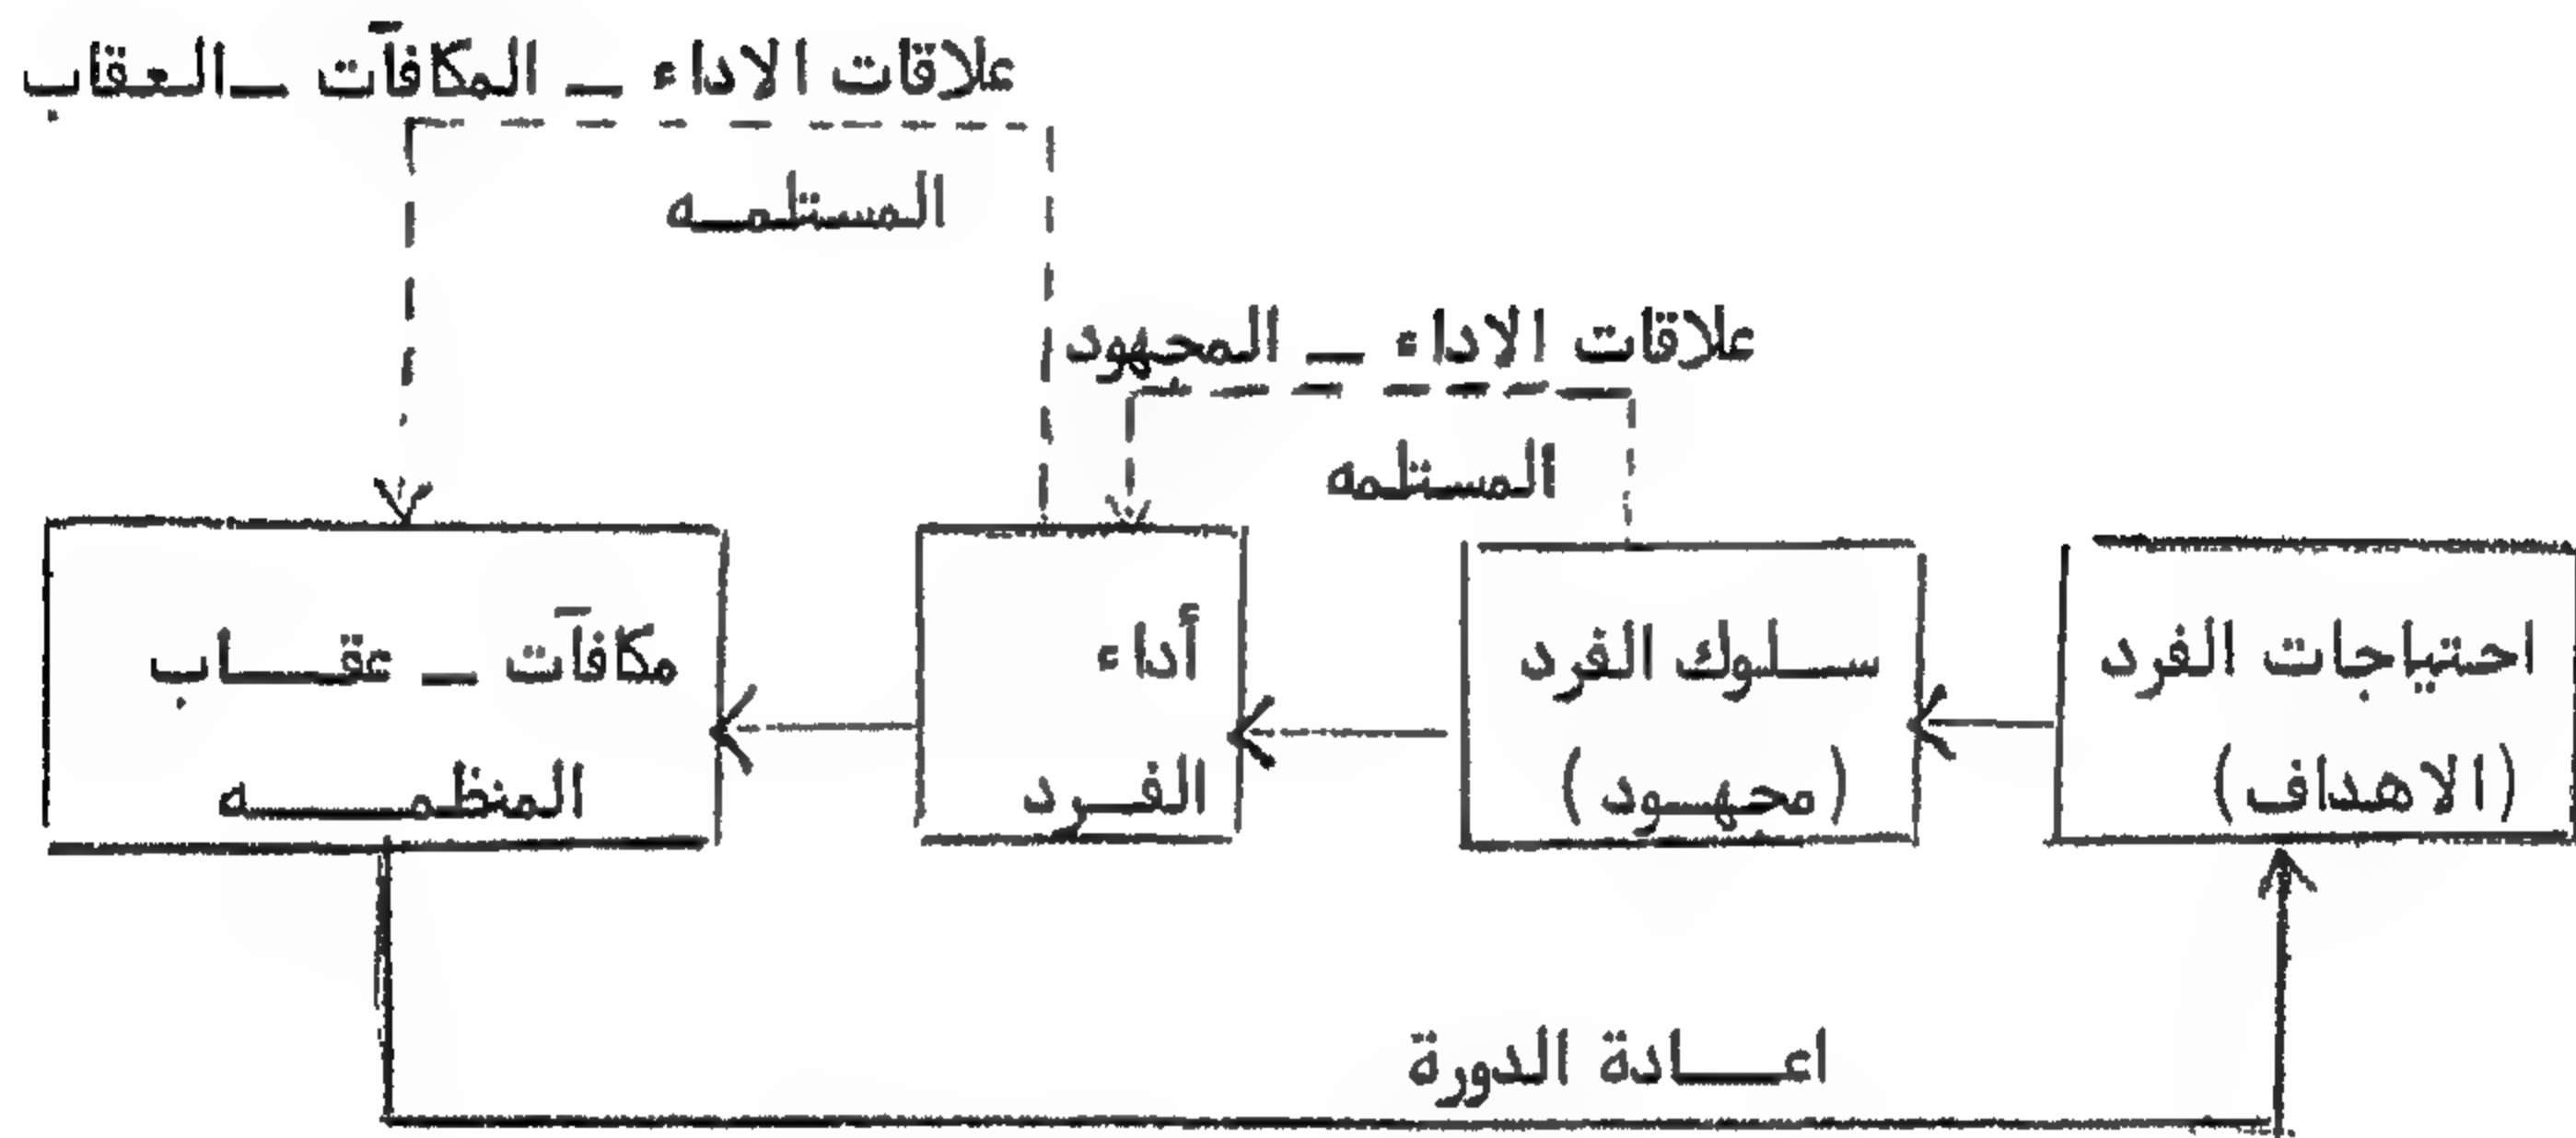 علاقات الاداء – المكافآت – العقاب
المستلمه
علاقات الاداء – المجهود
المستلمه
احتياجات الفرد
(الاهداف)
سلوك الفرد
(مجهود)
أداء
الفرد
مكافآت – عقاب
المنظمه
اعادة الدورة